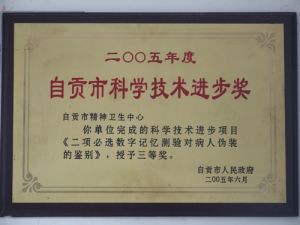 二〇〇五年度
自贡市科学技术进步奖
自贡市精神卫生中心
你单位完成的科学技术进步项目
《二项必选数字记忆测验对病人伪装
的鉴别》，授予三等奖。
自贡市人民政府
二〇〇五年六月